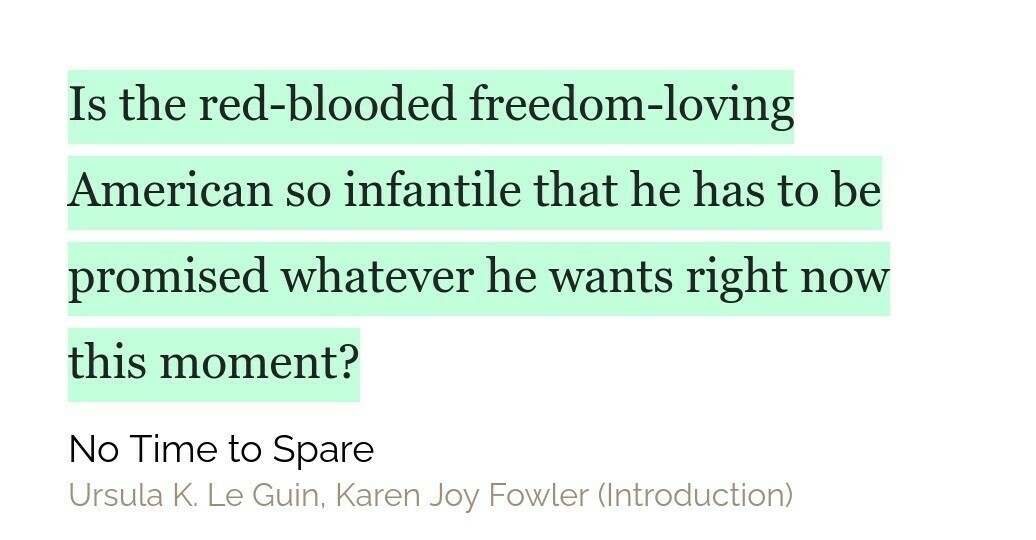 Is the red-blooded freedom-loving
American so infantile that he has to be
promised whatever he wants right now
this moment?
No Time to Spare
Ursula K. Le Guin, Karen Joy Fowler (Introduction)